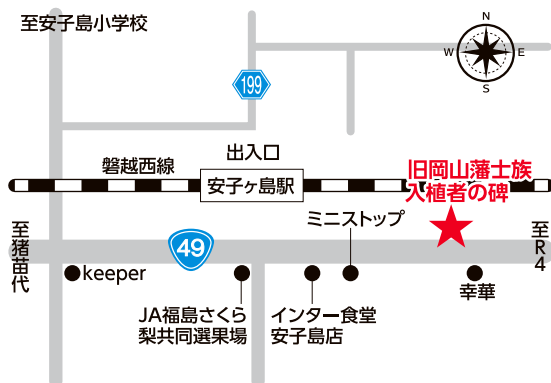 至安子島小学校
N
W
E
S
199
出入口
磐越西線
安子ヶ島駅
旧岡山藩士族
入植者の碑
ミニストップ
至猪苗代
49
至R4
keeper
幸華
JA福島さくら
梨共同選果場
インター食堂
安子島店